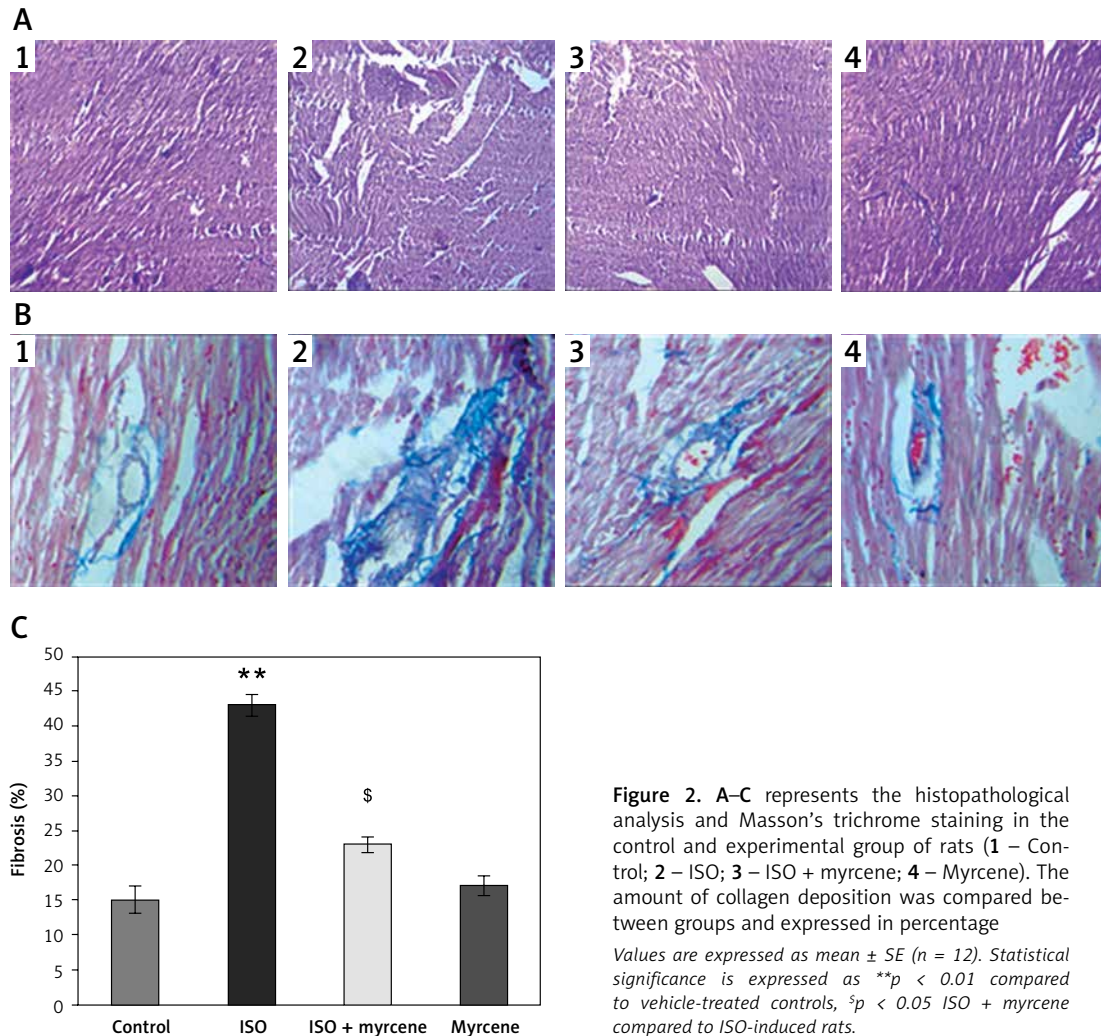 A
1
2
3
4
B
1
2
3
4
C
50
45
40
35
30
25
20
15
10
5
0
Fibrosis (%)
**
$
Control
ISO
ISO + myrcene
Myrcene
Figure 2. A–C represents the histopathological
analysis and Masson's trichrome staining in the
control and experimental group of rats (1 – Con-
trol; 2 – ISO; 3 – ISO + myrcene; 4 – Myrcene). The
amount of collagen deposition was compared be-
tween groups and expressed in percentage
Values are expressed as mean ± SE (n = 12). Statistical
significance is expressed as **p < 0.01 compared
to vehicle-treated controls, $p < 0.05 ISO + myrcene
compared to ISO-induced rats.